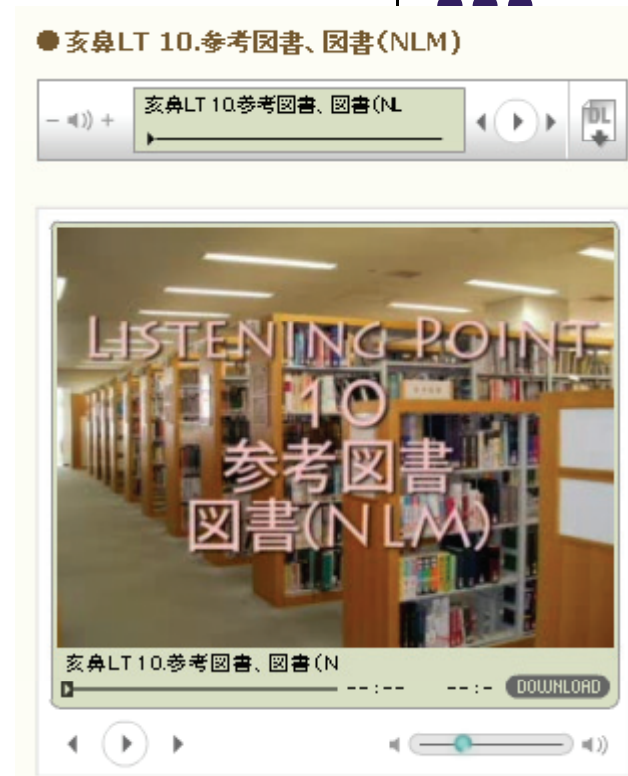 ●亥鼻LT 10.参考図書、図書(NLM)
亥鼻LT 10.参考図書、図書(NL
DL
LISTENING POINT
10
参考図書
図書(NLM)
亥鼻LT10.参考図書、図書(N
--:-- --:- DOWNLOAD